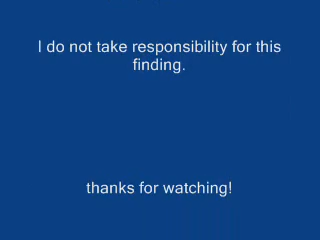 I do not take responsibility for this
finding.
thanks for watching!